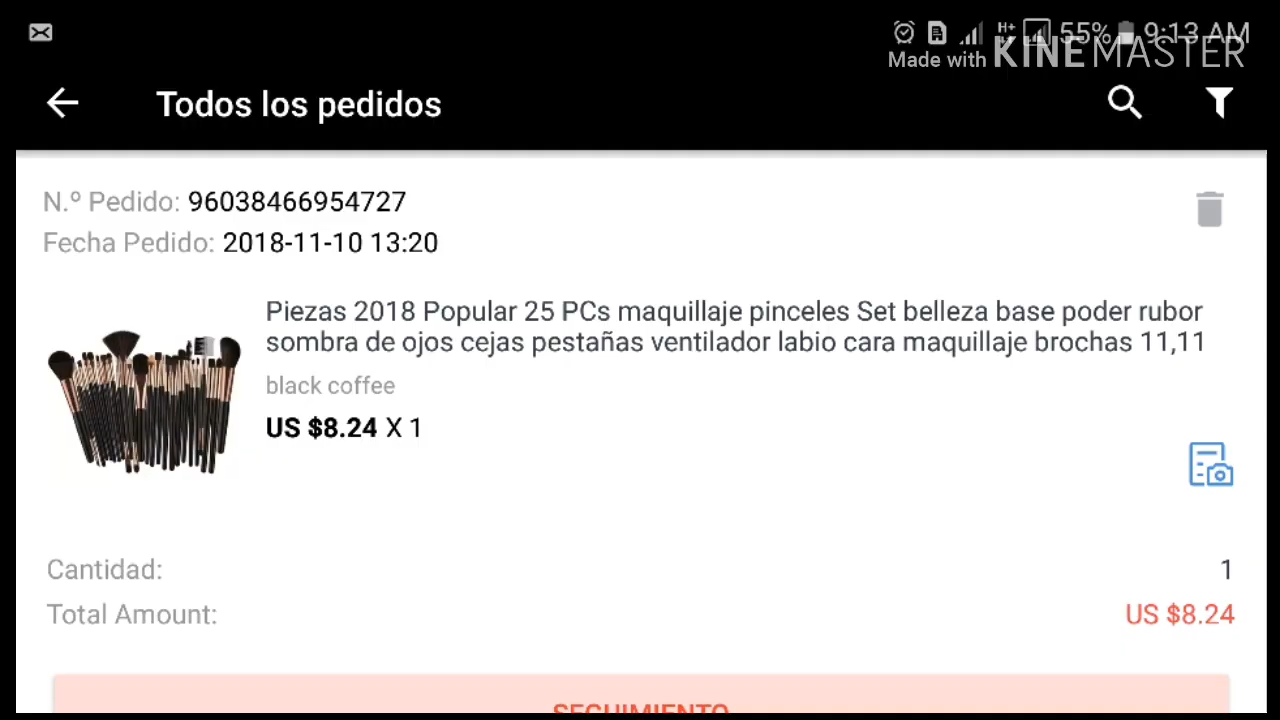 H+ 55% 9:13 AM
Made with KINEMASTER
Todos los pedidos
N.º Pedido: 96038466954727
Fecha Pedido: 2018-11-10 13:20
Piezas 2018 Popular 25 PCs maquillaje pinceles Set belleza base poder rubor
sombra de ojos cejas pestañas ventilador labio cara maquillaje brochas 11,11
black coffee
US $8.24 X 1
Cantidad: 1
Total Amount: US $8.24
SEGUIMIENTO